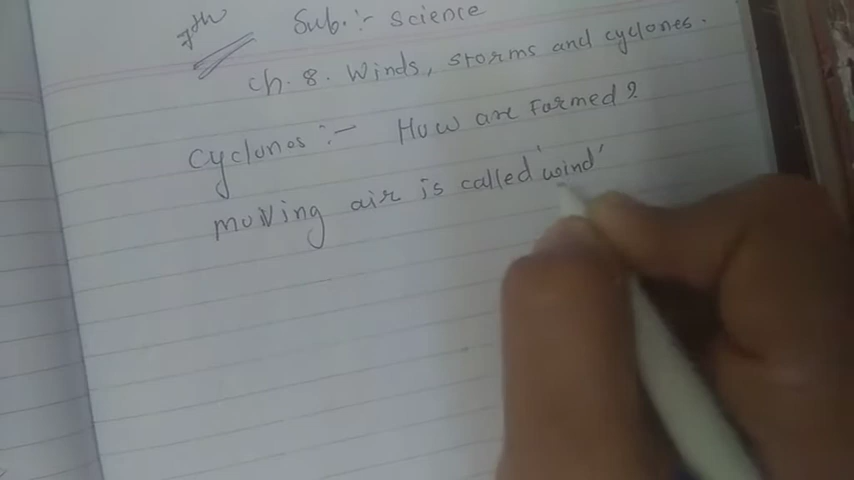 7th Sub.:- science
ch. 8. Winds, storms and cyclones.
Cyclones :- How are Formed?
moving air is called 'wind'